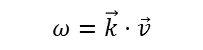 ω = k⃗ · v⃗